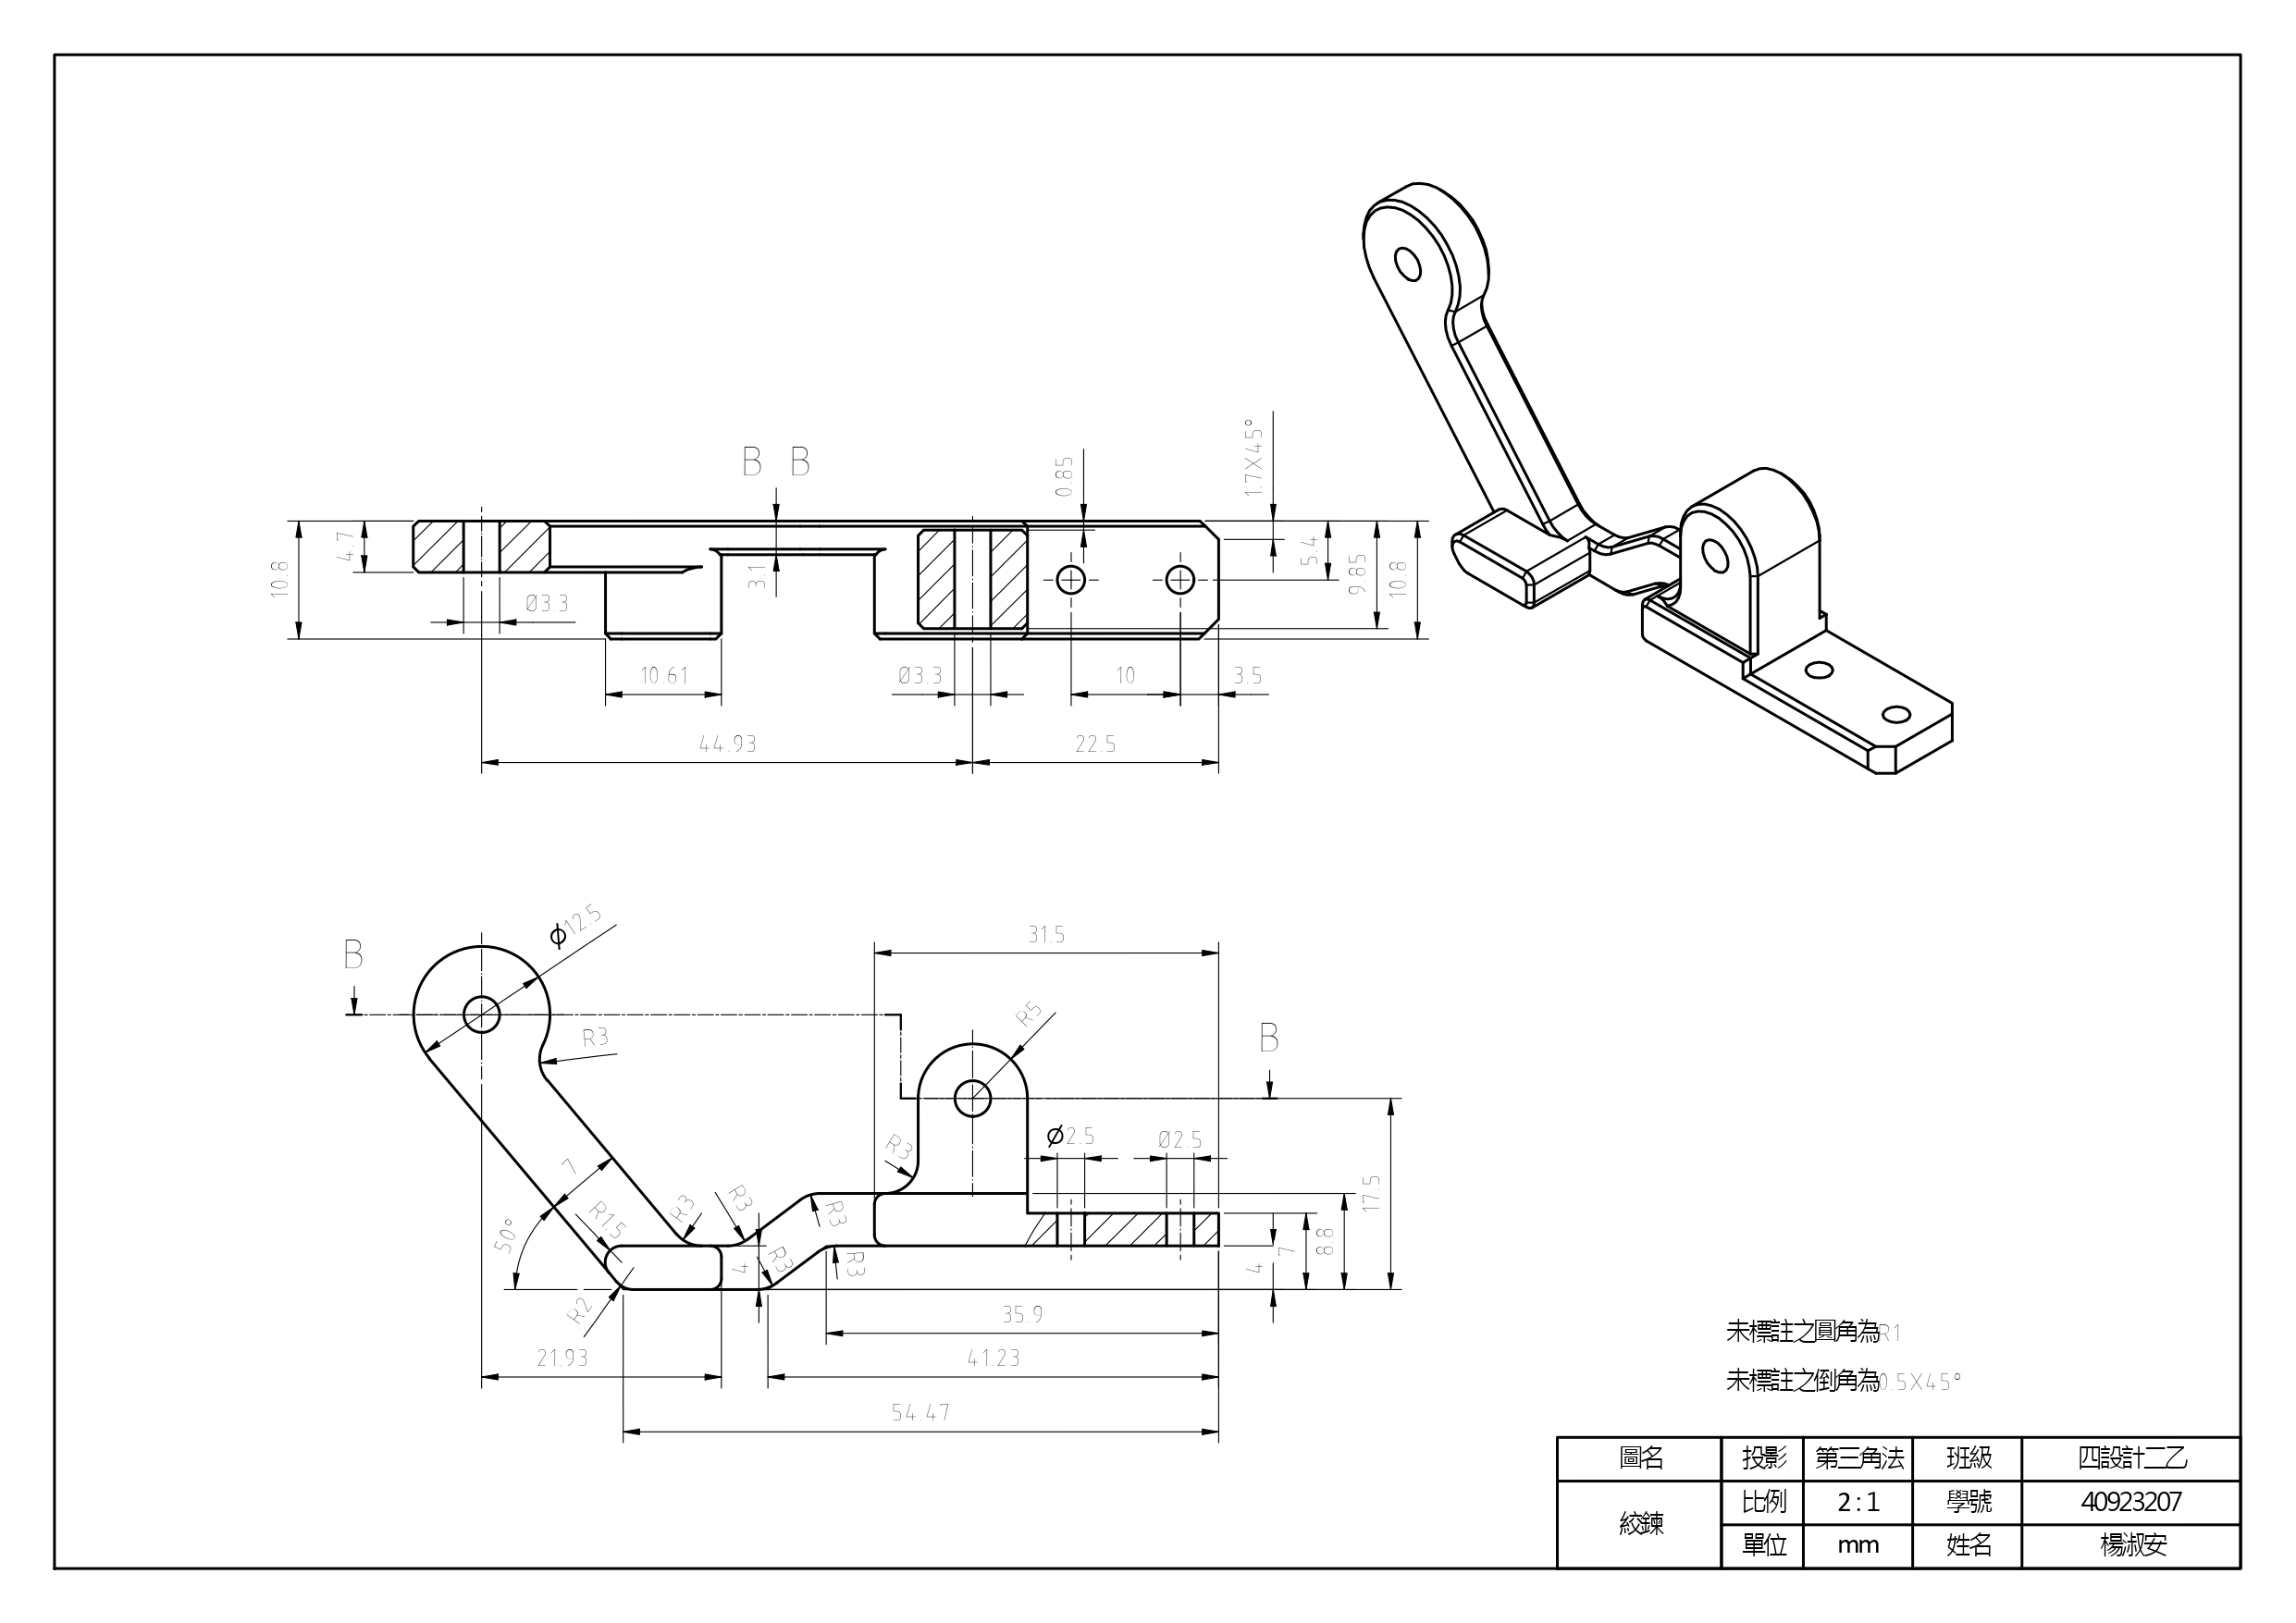 B B
0.85
1.7X45°
10.8
4.7
Ø3.3
3.1
5.4
9.85
10.8
10.61
Ø3.3
10
3.5
44.93
22.5
B
ϕ12.5
R3
31.5
R5
B
R3
ϕ2.5
Ø2.5
7
R1.5
50°
R3
R3
R3
R3
R3
4
R2
4
7
8.8
17.5
35.9
21.93
41.23
54.47
未標註之圓角為R1
未標註之倒角為0.5X45°
圖名 投影 第三角法 班級 四設計二乙
絞鍊 比例 2:1 學號 40923207
單位 mm 姓名 楊淑安